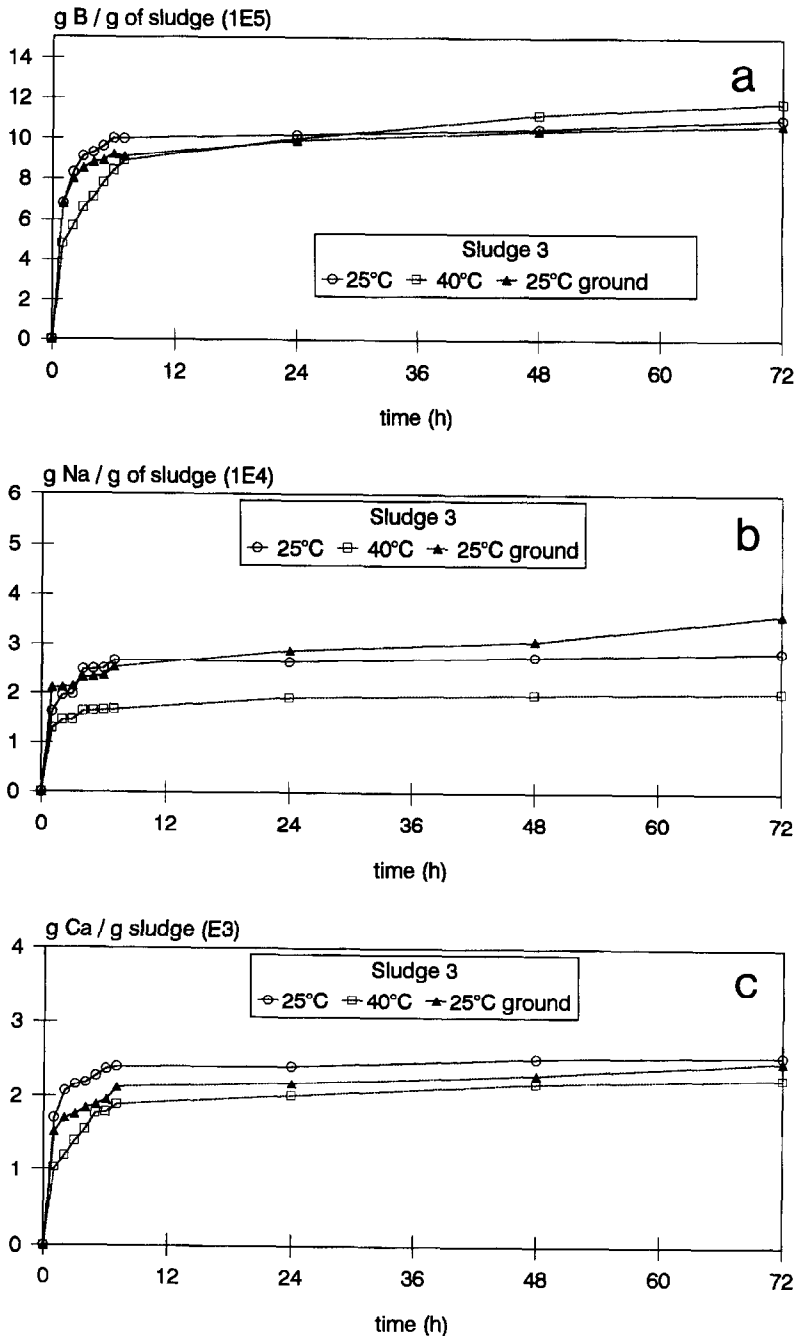 g B / g of sludge (1E5)
a
14
12
10
8
6
4
2
0
Sludge 3
25°C 40°C 25°C ground
0 12 24 36 48 60 72
time (h)
g Na / g of sludge (1E4)
b
6
5
4
3
2
1
0
Sludge 3
25°C 40°C 25°C ground
0 12 24 36 48 60 72
time (h)
g Ca / g sludge (E3)
c
4
3
2
1
0
Sludge 3
25°C 40°C 25°C ground
0 12 24 36 48 60 72
time (h)